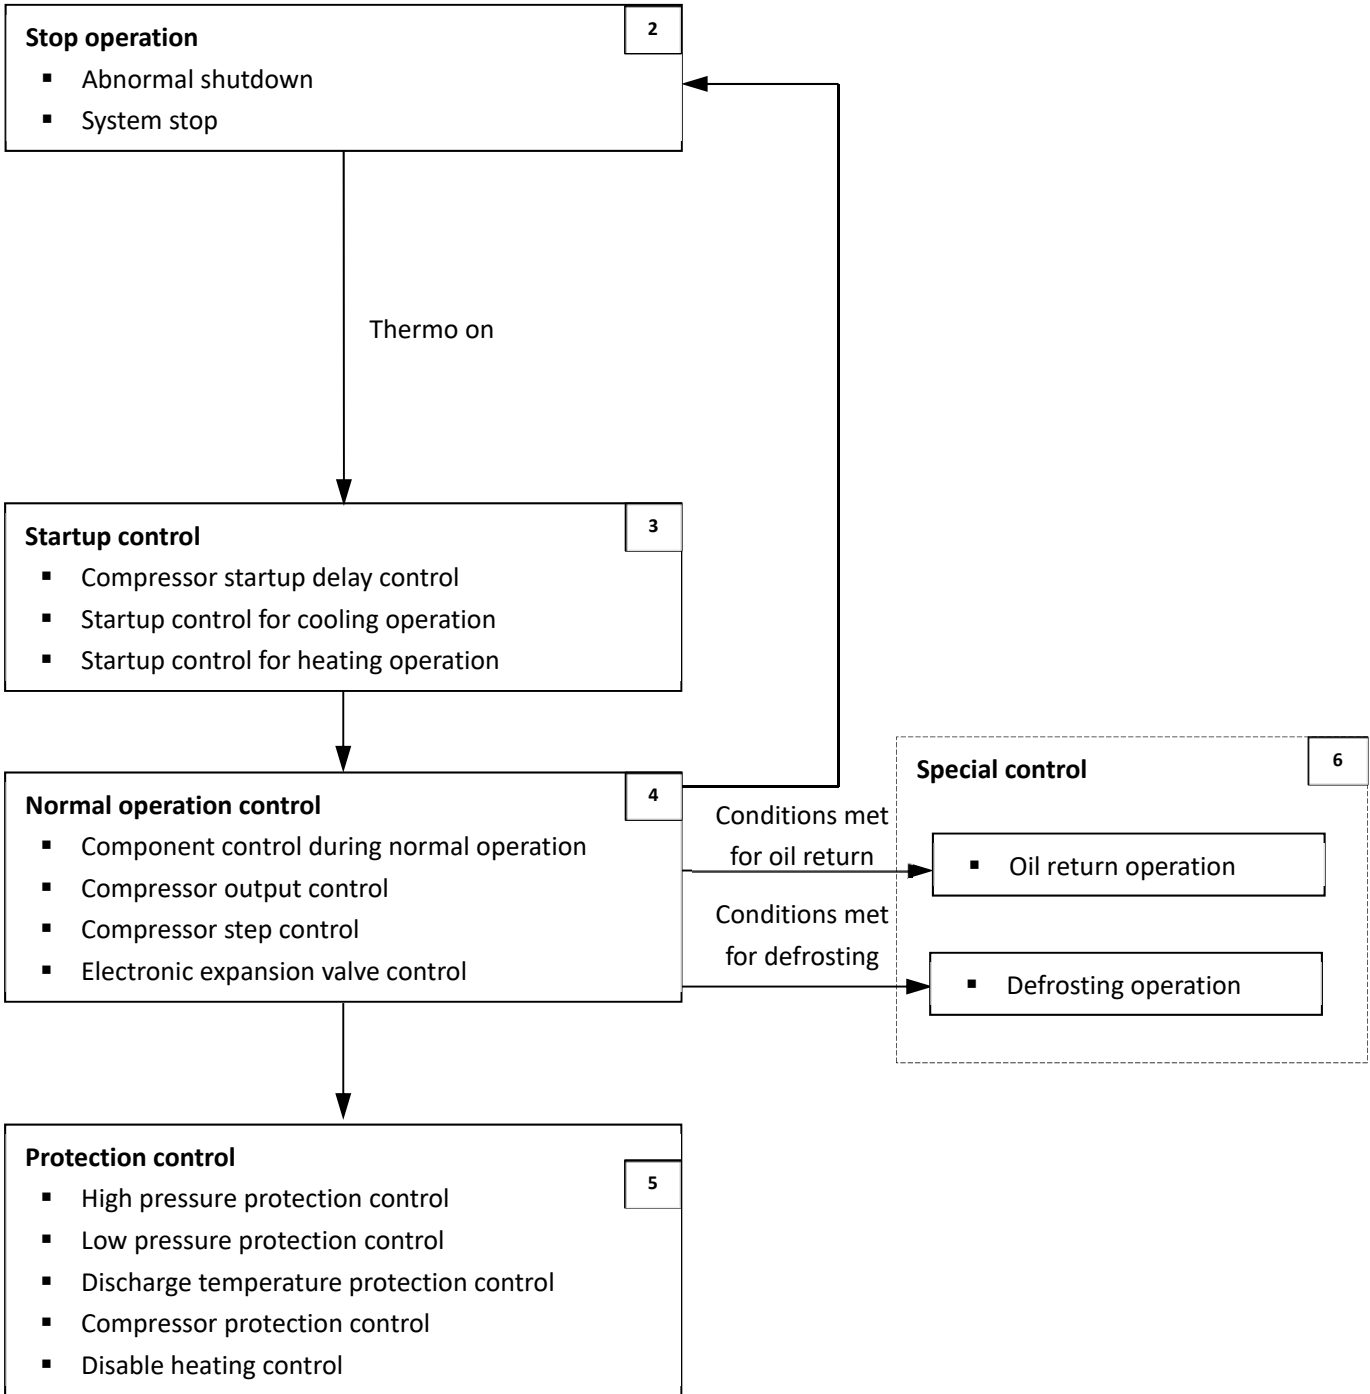 Stop operation
2
▪ Abnormal shutdown
▪ System stop
Thermo on
Startup control
3
▪ Compressor startup delay control
▪ Startup control for cooling operation
▪ Startup control for heating operation
Normal operation control
4
▪ Component control during normal operation
▪ Compressor output control
▪ Compressor step control
▪ Electronic expansion valve control
Conditions met
for oil return
Conditions met
for defrosting
Special control
6
▪ Oil return operation
▪ Defrosting operation
Protection control
5
▪ High pressure protection control
▪ Low pressure protection control
▪ Discharge temperature protection control
▪ Compressor protection control
▪ Disable heating control